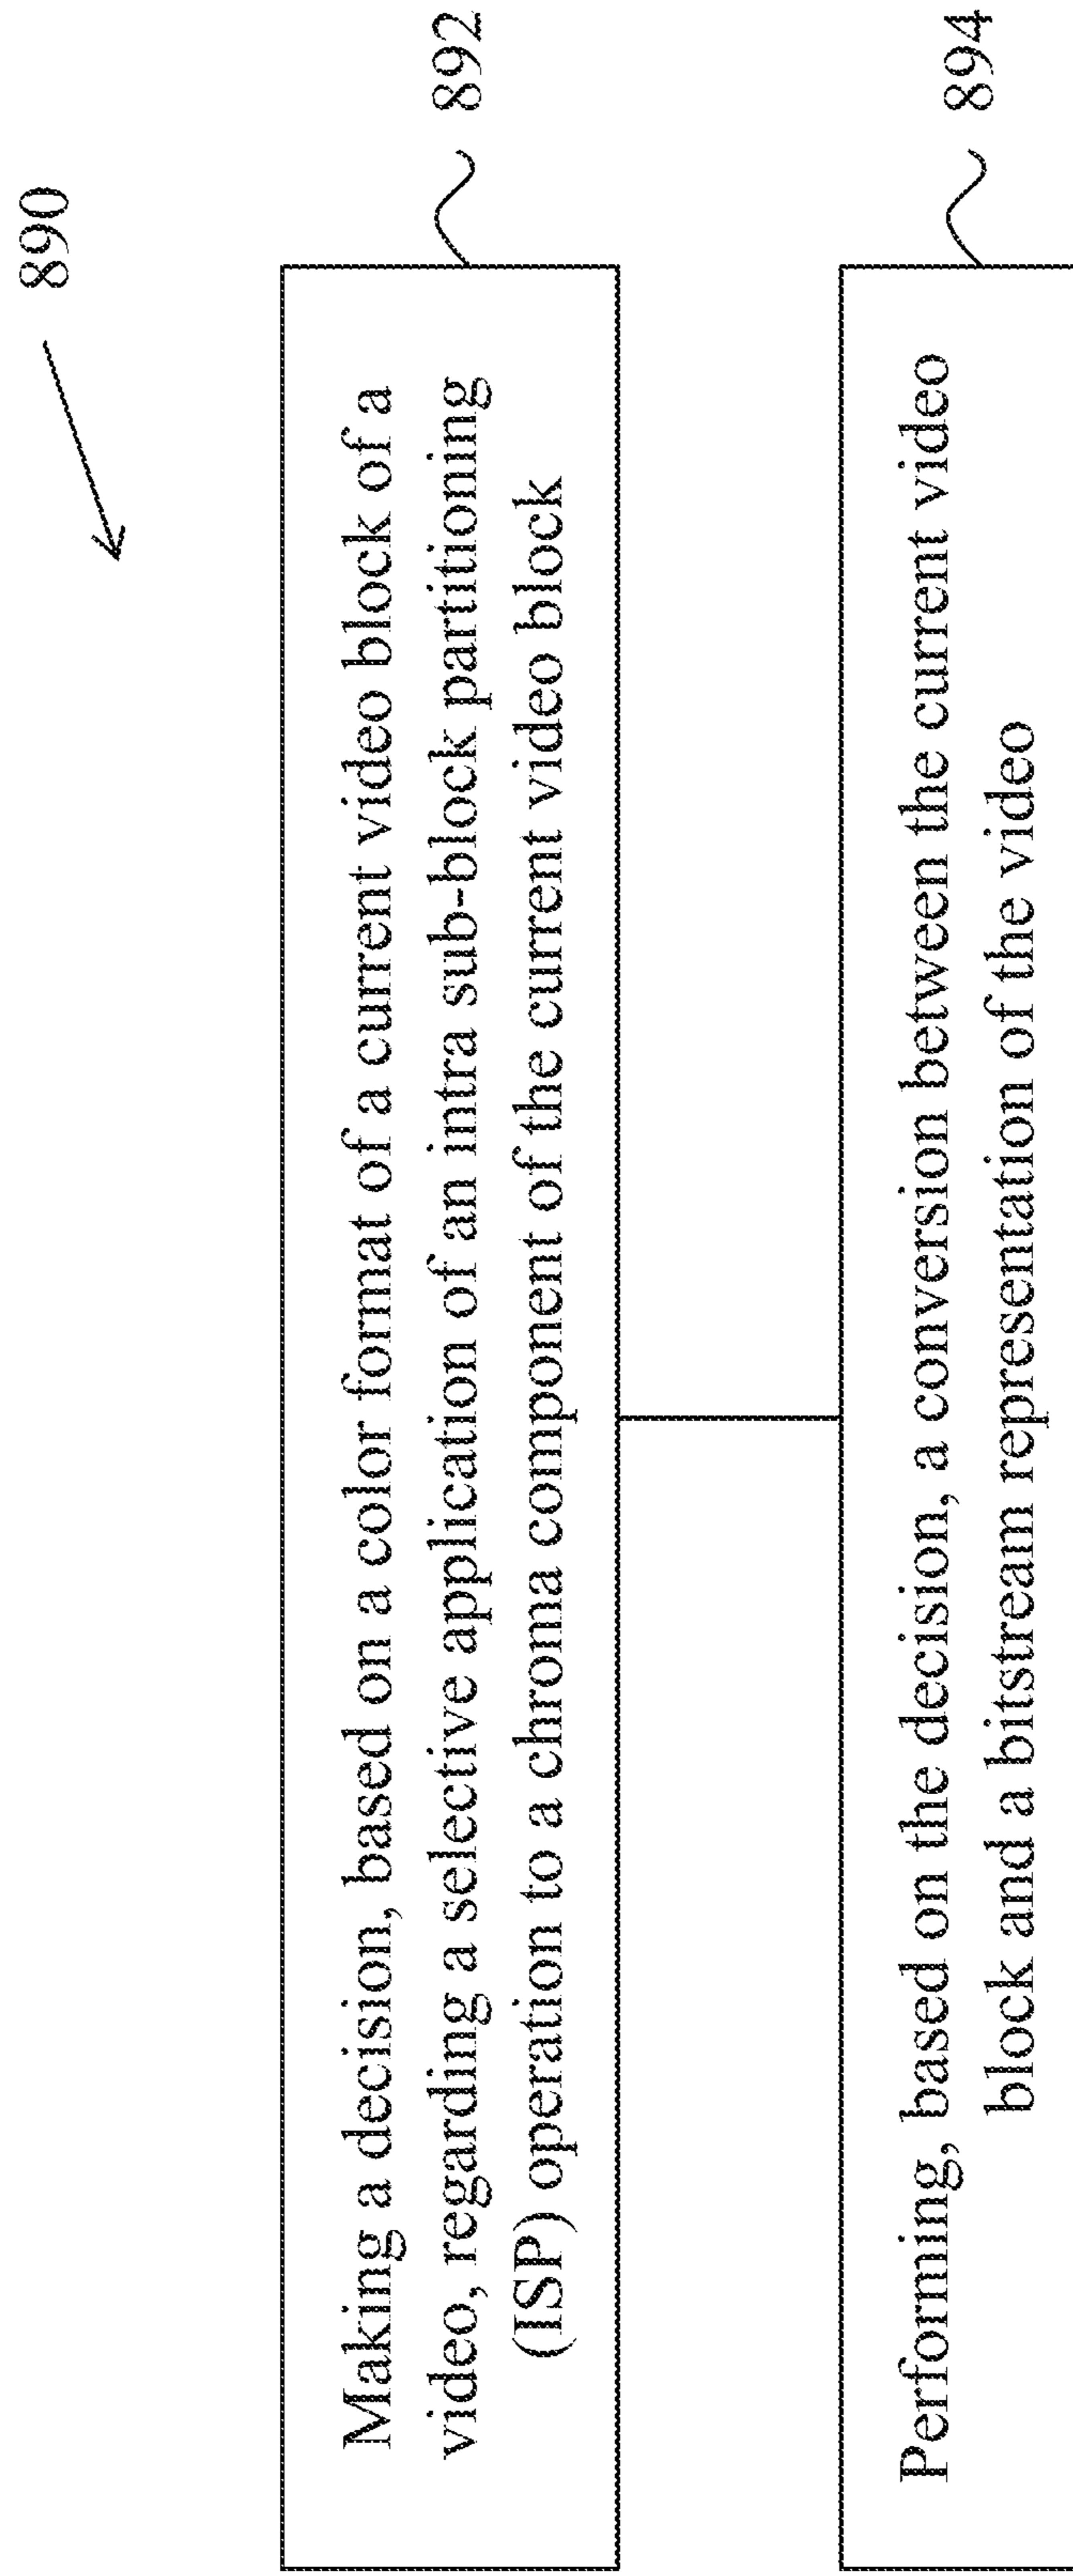 890
Making a decision, based on a color format of a current video block of a
video, regarding a selective application of an intra sub-block partitioning
(ISP) operation to a chroma component of the current video block
892
Performing, based on the decision, a conversion between the current video
block and a bitstream representation of the video
894